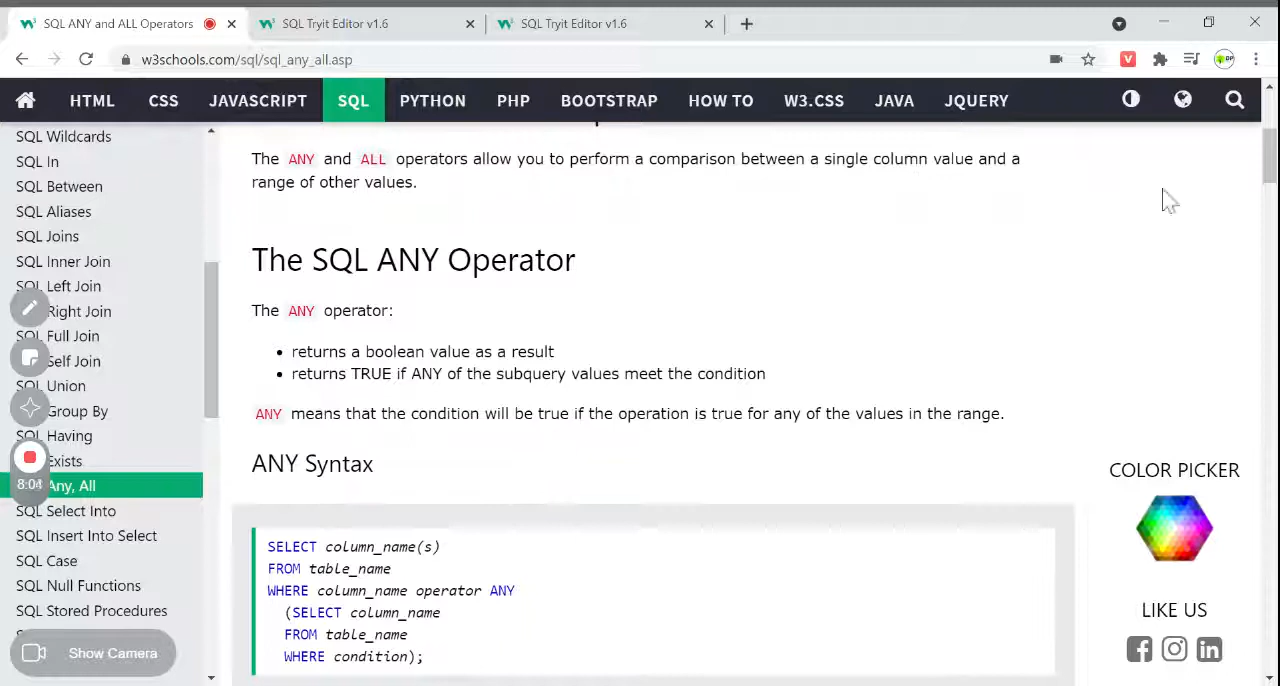 SQL ANY and ALL Operators
SQL Tryit Editor v1.6
SQL Tryit Editor v1.6
w3schools.com/sql/sql_any_all.asp
HTML CSS JAVASCRIPT SQL PYTHON PHP BOOTSTRAP HOW TO W3.CSS JAVA JQUERY
SQL Wildcards
SQL In
SQL Between
SQL Aliases
SQL Joins
SQL Inner Join
SQL Left Join
Right Join
SQL Full Join
Self Join
SQL Union
Group By
SQL Having
Exists
8:04
Any, All
SQL Select Into
SQL Insert Into Select
SQL Case
SQL Null Functions
SQL Stored Procedures
Show Camera
The ANY and ALL operators allow you to perform a comparison between a single column value and a
range of other values.
The SQL ANY Operator
The ANY operator:
• returns a boolean value as a result
• returns TRUE if ANY of the subquery values meet the condition
ANY means that the condition will be true if the operation is true for any of the values in the range.
ANY Syntax
SELECT column_name(s)
FROM table_name
WHERE column_name operator ANY
(SELECT column_name
FROM table_name
WHERE condition);
COLOR PICKER
LIKE US